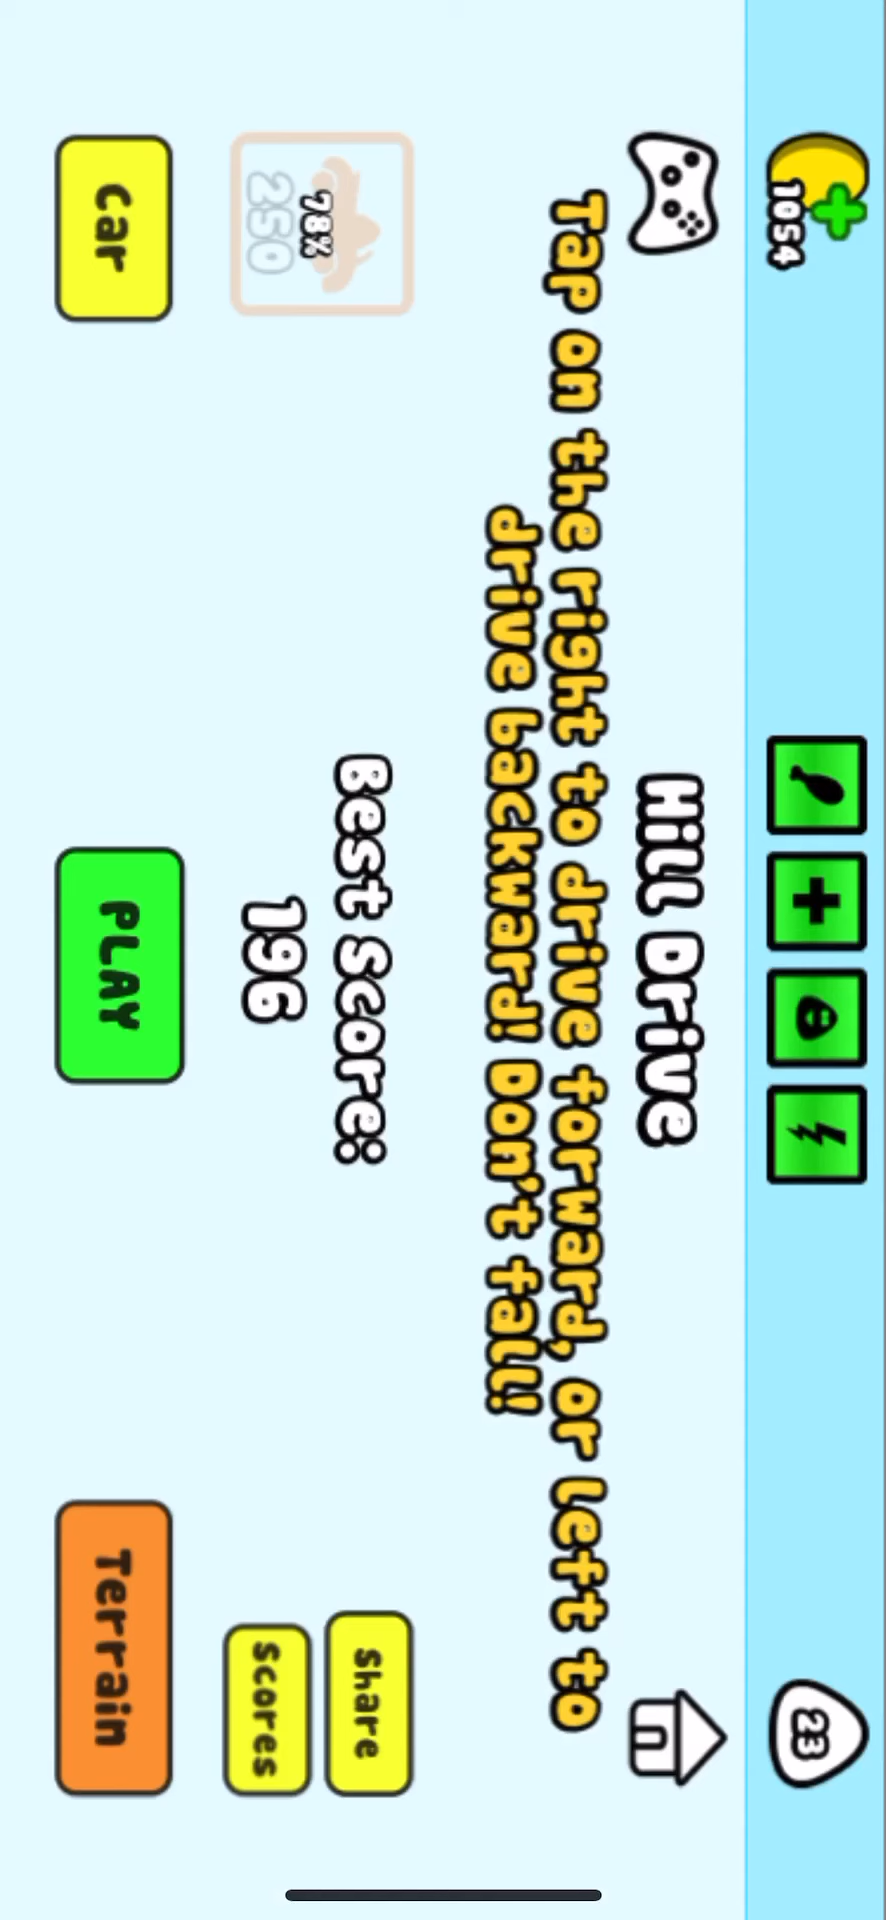 1054
23
Hill Drive
Tap on the right to drive forward, or left to
drive backward! Don't fall!
78%
250
Best Score:
196
Share
Scores
Car
PLAY
Terrain